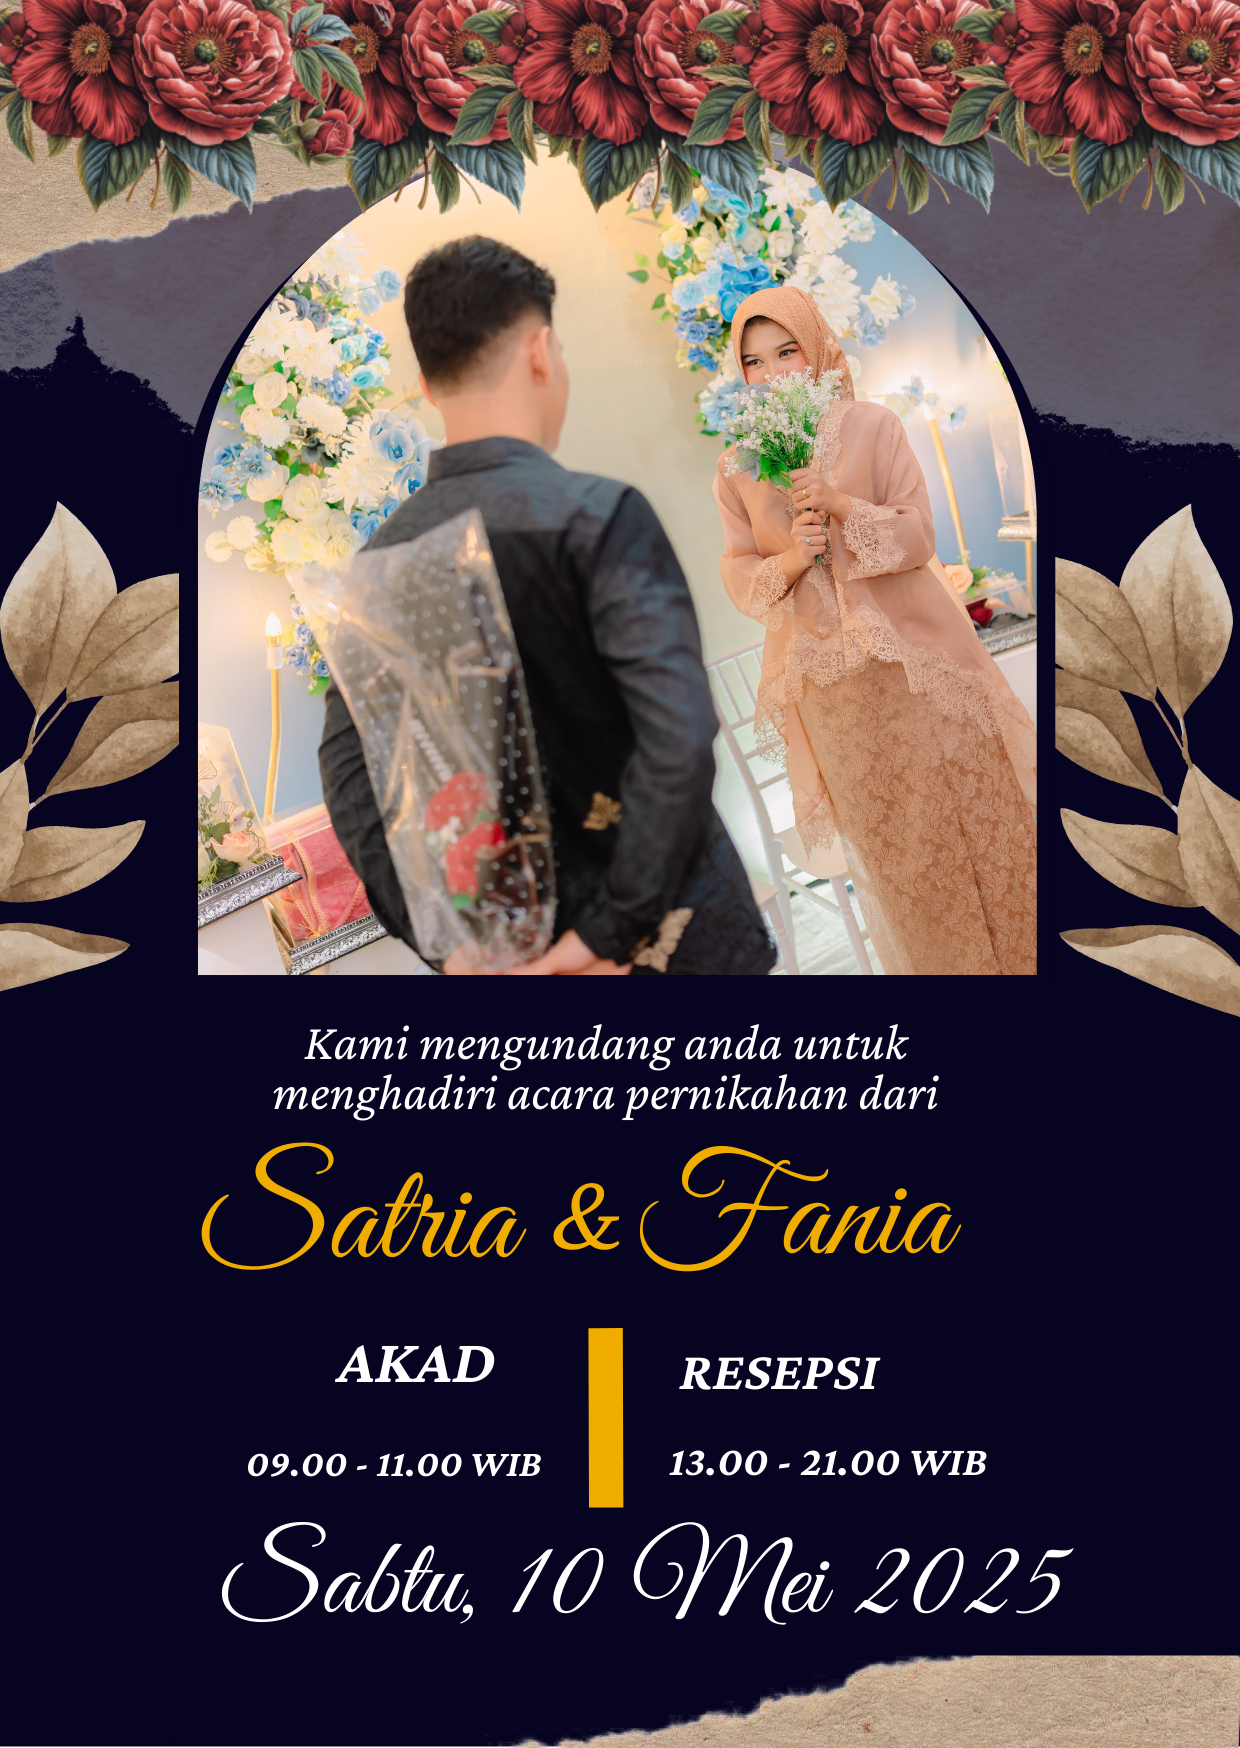 Kami mengundang anda untuk
menghadiri acara pernikahan dari
Satria & Fania
AKAD
RESEPSI
09.00 - 11.00 WIB
13.00 - 21.00 WIB
Sabtu, 10 Mei 2025